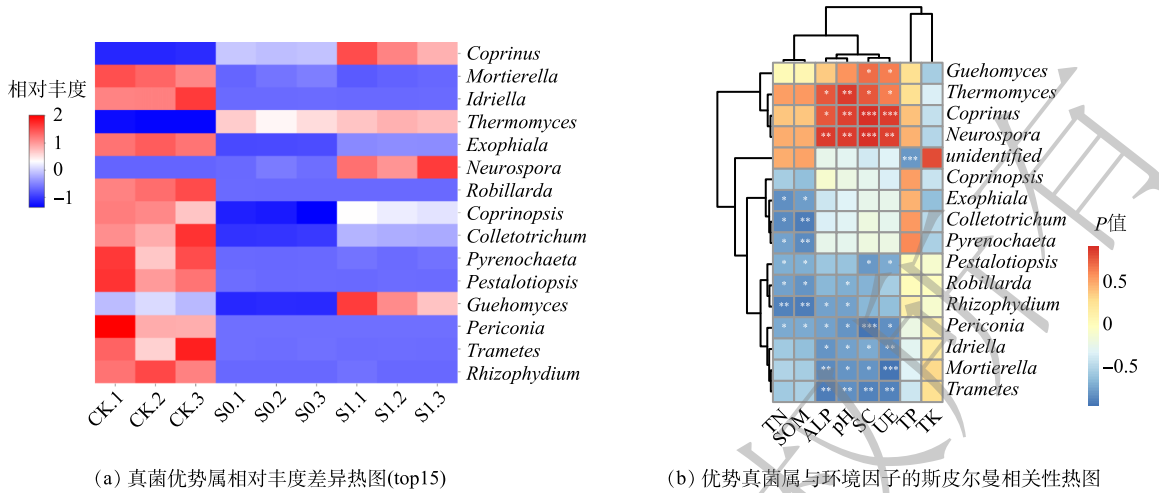 相对丰度
2
1
0
−1
Coprinus
Mortierella
Idriella
Thermomyces
Exophiala
Neurospora
Robillarda
Coprinopsis
Colletotrichum
Pyrenochaeta
Pestalotiopsis
Guehomyces
Periconia
Trametes
Rhizophydium
CK.1 CK.2 CK.3 S0.1 S0.2 S0.3 S1.1 S1.2 S1.3
(a) 真菌优势属相对丰度差异热图(top15)
* * Guehomyces
* ** * * Thermomyces
* ** *** *** Coprinus
** ** *** ** Neurospora
*** unidentified
Coprinopsis
* * Exophiala
* ** Colletotrichum
* ** Pyrenochaeta
* * * * Pestalotiopsis
* * * Robillarda
** ** * * Rhizophydium
* * * * *** * Periconia
* * * ** Idriella
** * * *** Mortierella
** ** ** ** Trametes
TN SOM ALP pH SC UE TP TK
P值
0.5
0
−0.5
(b) 优势真菌属与环境因子的斯皮尔曼相关性热图